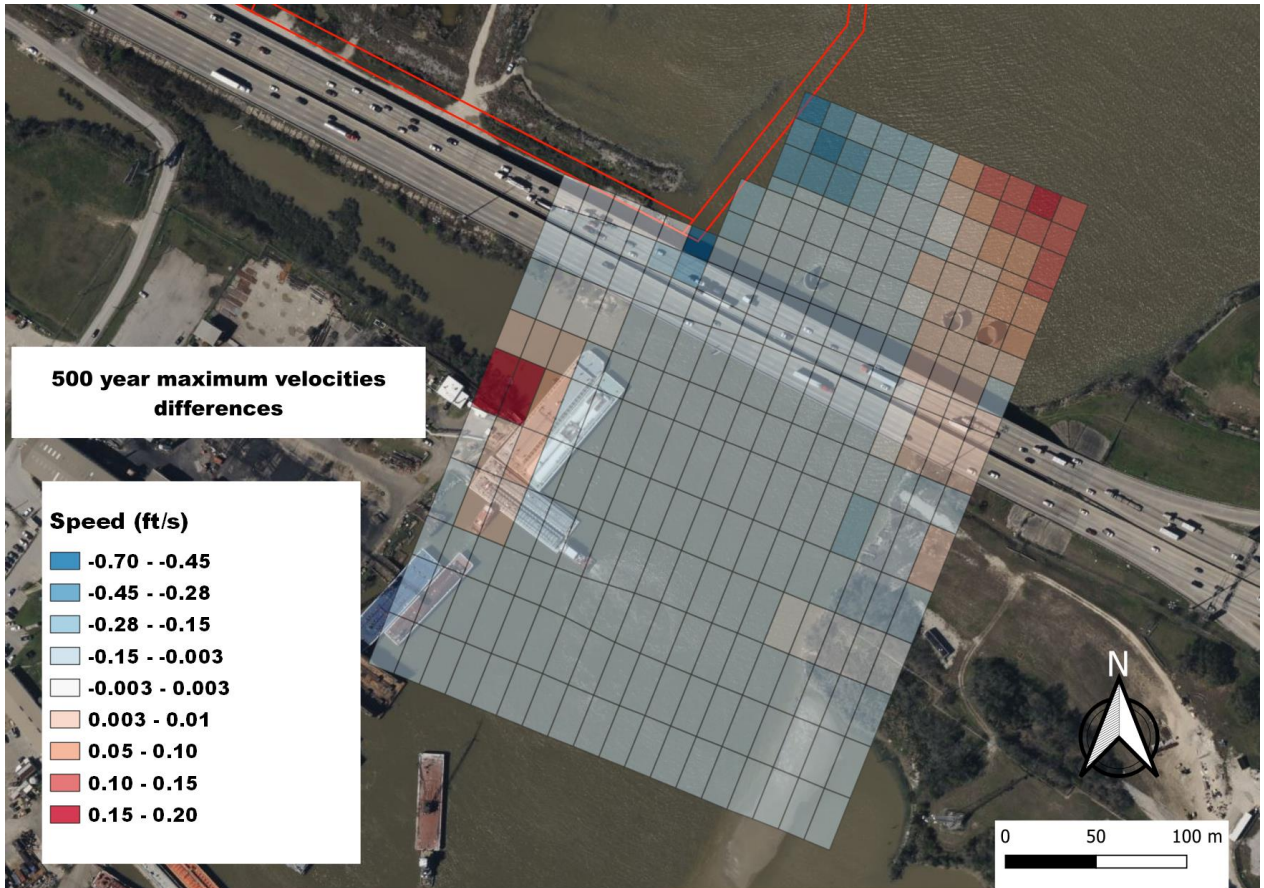 500 year maximum velocities
differences
Speed (ft/s)
-0.70 - -0.45
-0.45 - -0.28
-0.28 - -0.15
-0.15 - -0.003
-0.003 - 0.003
0.003 - 0.01
0.05 - 0.10
0.10 - 0.15
0.15 - 0.20
N
0 50 100 m